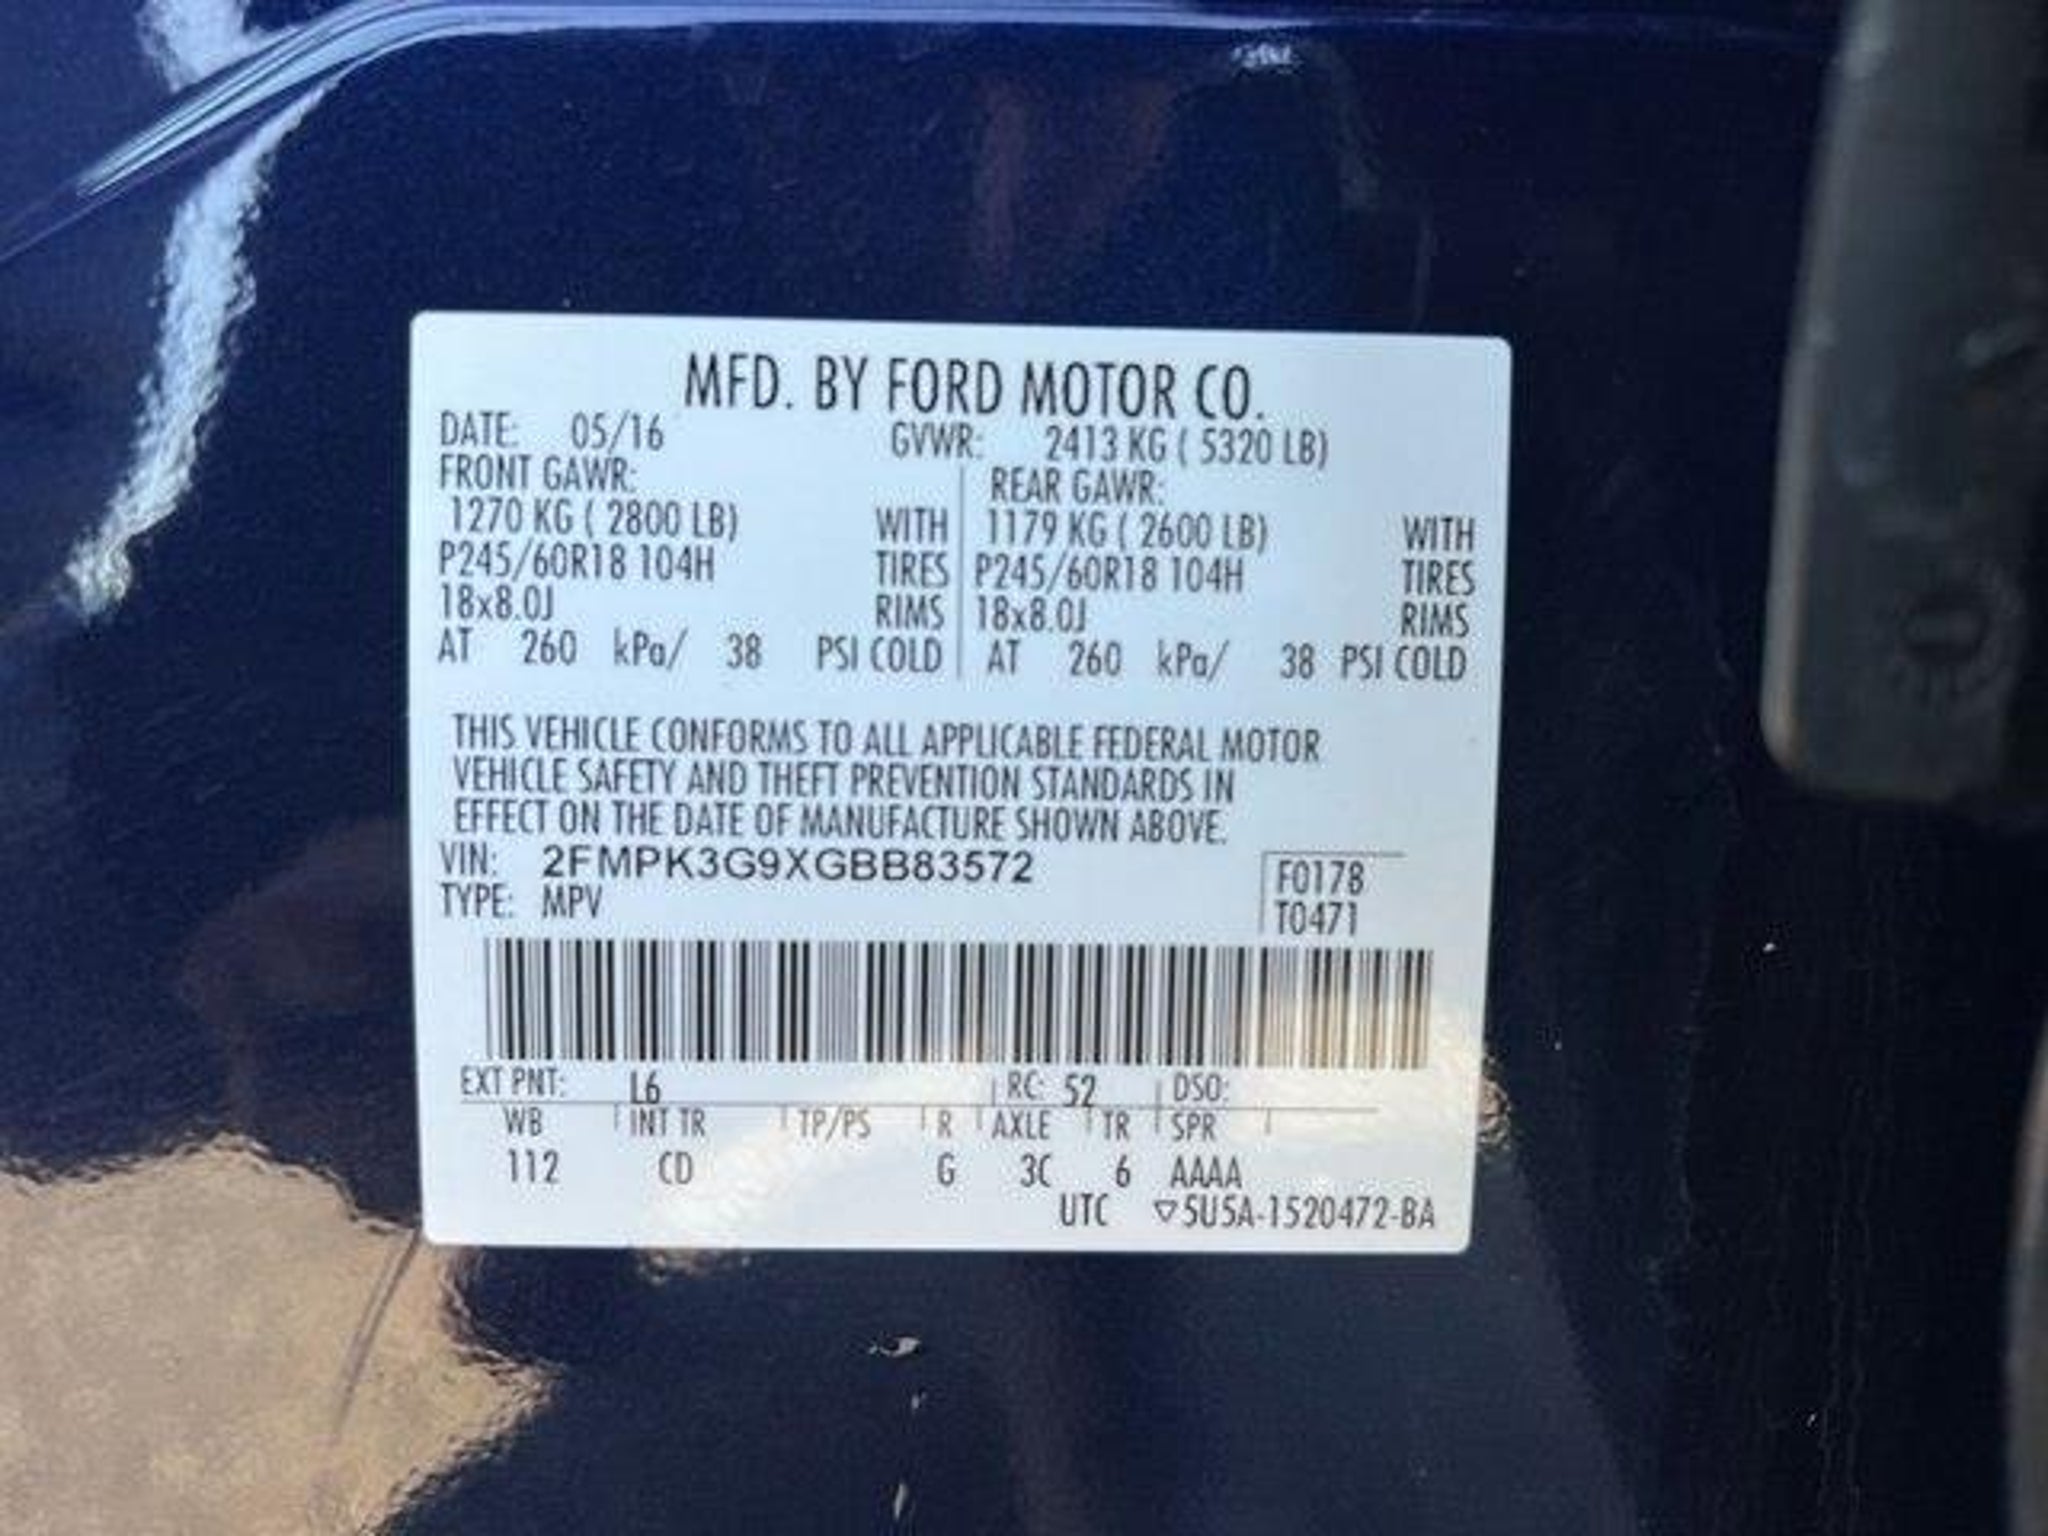 MFD. BY FORD MOTOR CO.
DATE: 05/16 GVWR: 2413 KG ( 5320 LB)
FRONT GAWR: REAR GAWR:
1270 KG ( 2800 LB) WITH 1179 KG ( 2600 LB) WITH
P245/60R18 104H TIRES P245/60R18 104H TIRES
18x8.0J RIMS 18x8.0J RIMS
AT 260 kPa/ 38 PSI COLD AT 260 kPa/ 38 PSI COLD
THIS VEHICLE CONFORMS TO ALL APPLICABLE FEDERAL MOTOR
VEHICLE SAFETY AND THEFT PREVENTION STANDARDS IN
EFFECT ON THE DATE OF MANUFACTURE SHOWN ABOVE.
VIN: 2FMPK3G9XGBB83572 F0178
TYPE: MPV T0471
EXT PNT: L6 RC: 52 DSO:
WB INT TR TP/PS R AXLE TR SPR
112 CD G 3C 6 AAAA
UTC ▽5U5A-1520472-BA